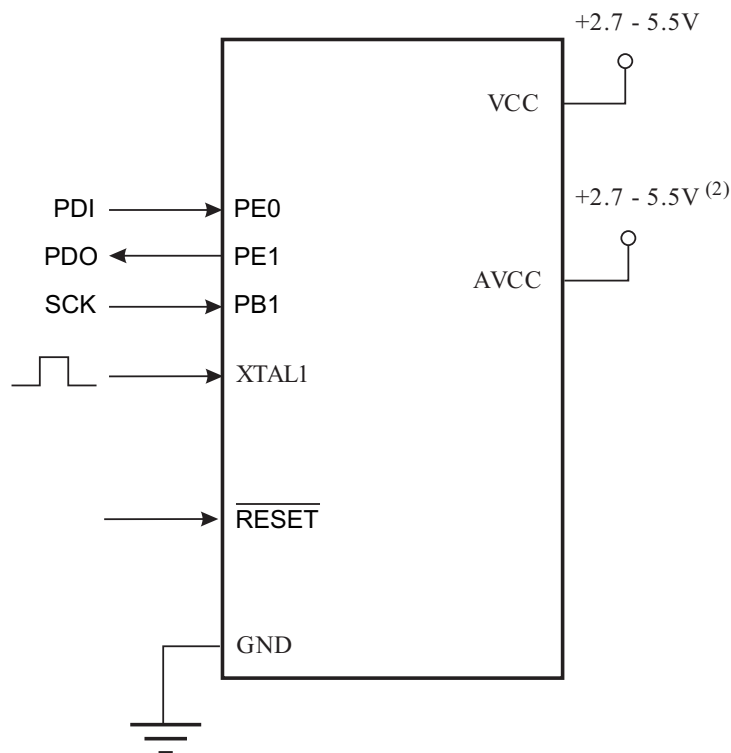 +2.7 - 5.5V
VCC
+2.7 - 5.5V (2)
PDI PE0
PDO PE1
AVCC
SCK PB1
XTAL1
RESET
GND